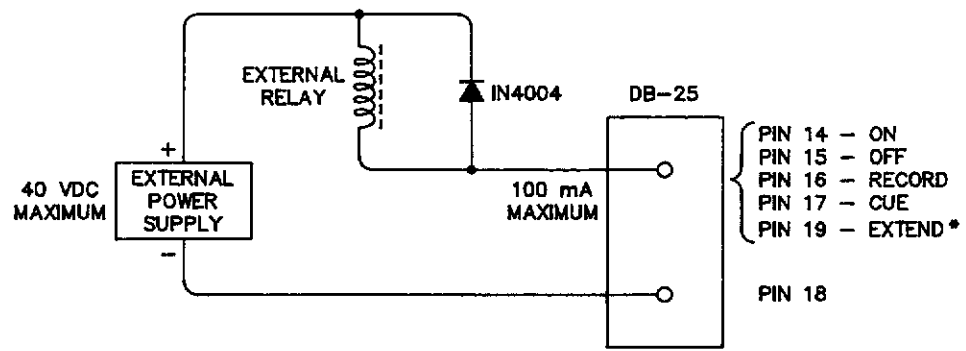 EXTERNAL
RELAY
IN4004
DB-25
+
40 VDC
MAXIMUM
EXTERNAL
POWER
SUPPLY
-
100 mA
MAXIMUM
PIN 14 - ON
PIN 15 - OFF
PIN 16 - RECORD
PIN 17 - CUE
PIN 19 - EXTEND*
PIN 18